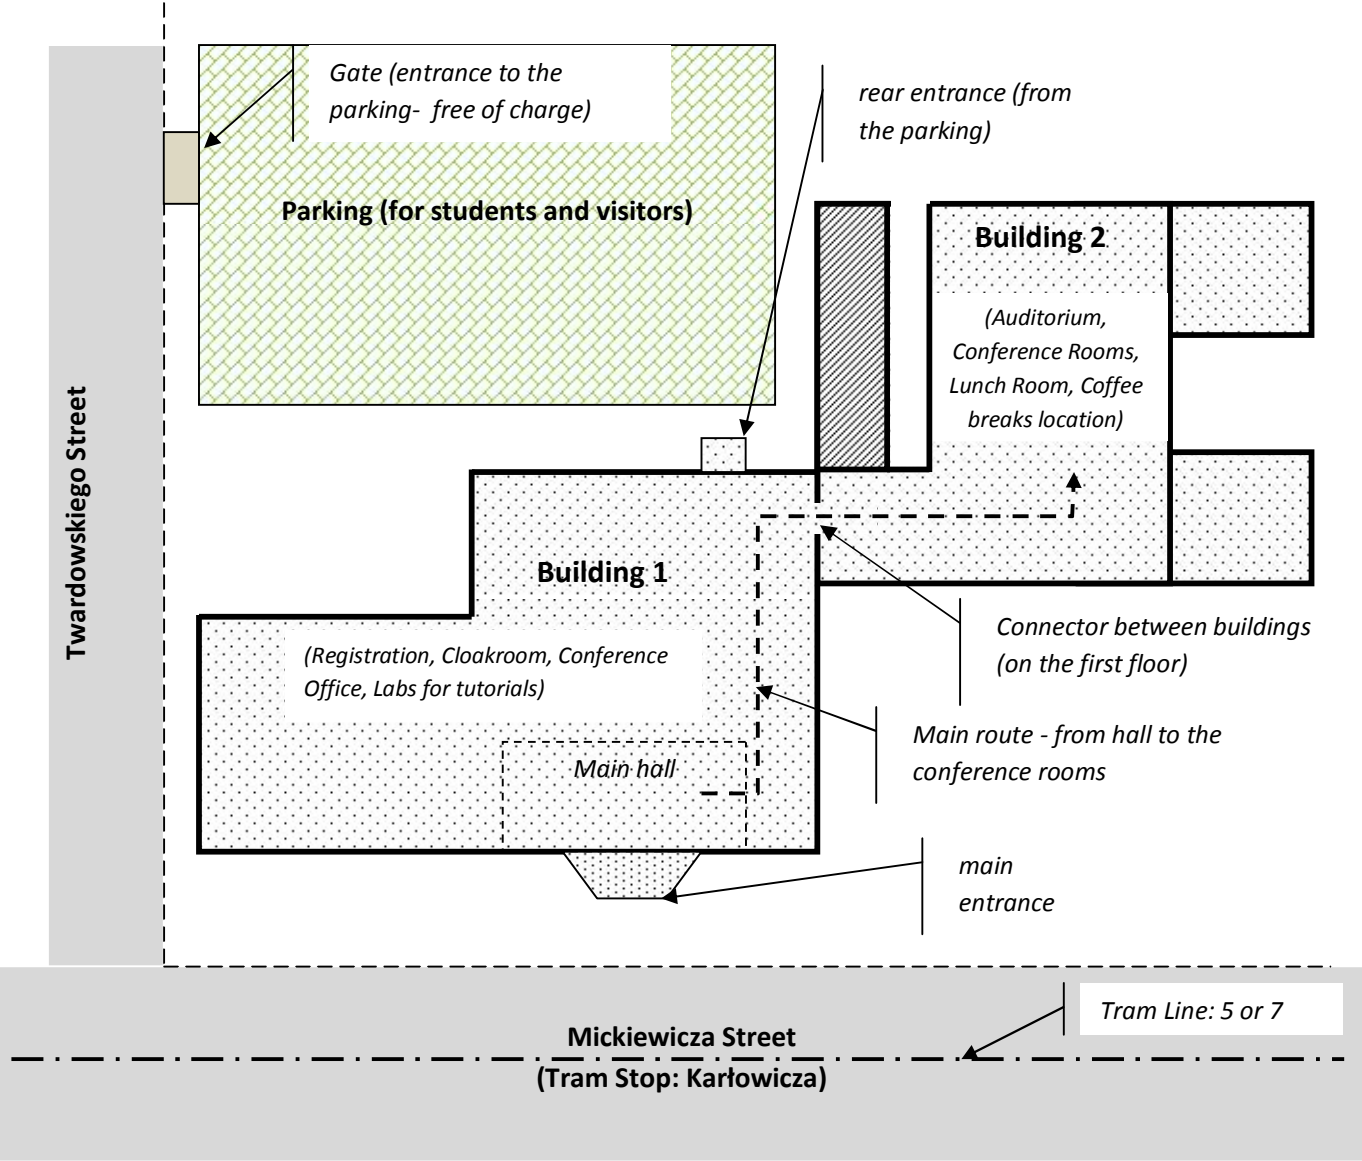 Gate (entrance to the
parking-  free of charge)
rear entrance (from
the parking)
Parking (for students and visitors)
Building 2
(Auditorium,
Conference Rooms,
Lunch Room, Coffee
breaks location)
Twardowskiego Street
Building 1
Connector between buildings
(on the first floor)
(Registration, Cloakroom, Conference
Office, Labs for tutorials)
Main route - from hall to the
conference rooms
Main hall
main
entrance
Tram Line: 5 or 7
Mickiewicza Street
(Tram Stop: Karłowicza)